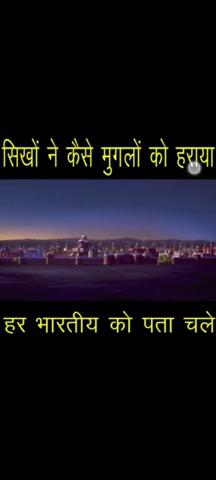 सिखों ने कैसे मुगलों को हराया
हर भारतीय को पता चले